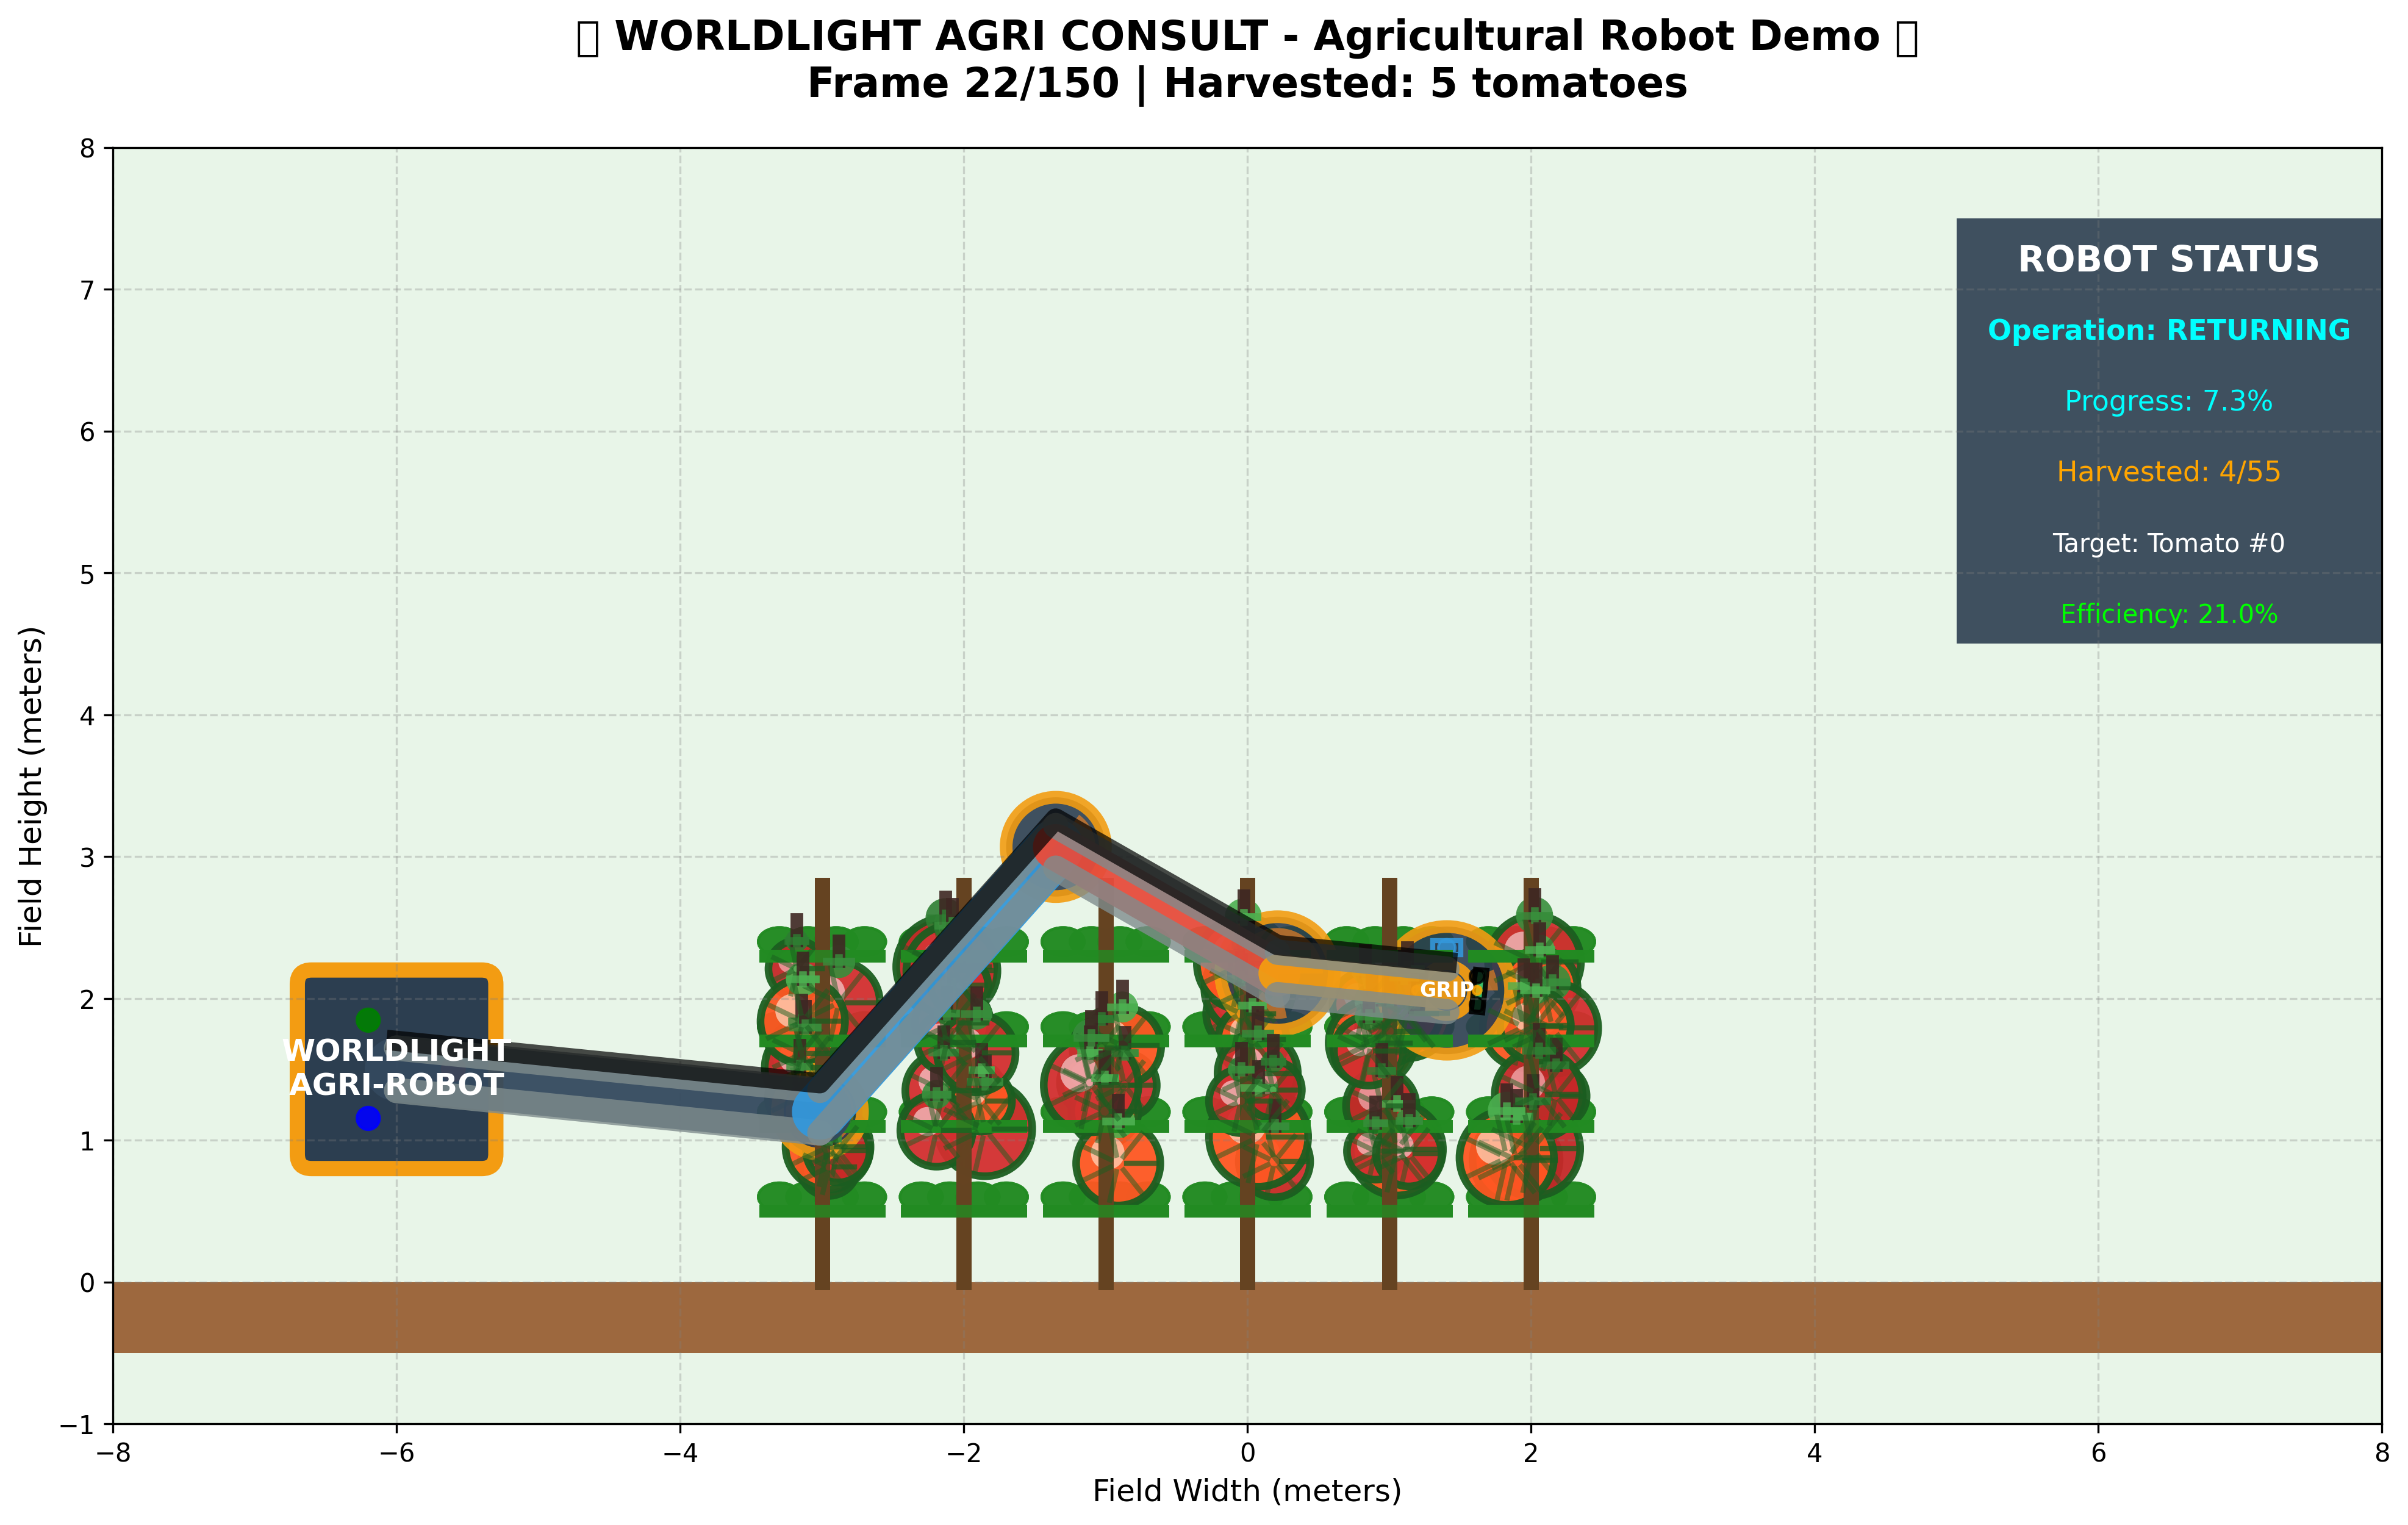 ▯ WORLDLIGHT AGRI CONSULT - Agricultural Robot Demo ▯
Frame 22/150 | Harvested: 5 tomatoes
8
7
6
5
4
3
2
1
0
−1
Field Height (meters)
ROBOT STATUS
Operation: RETURNING
Progress: 7.3%
Harvested: 4/55
Target: Tomato #0
Efficiency: 21.0%
GRIP
WORLDLIGHT
AGRI-ROBOT
−8 −6 −4 −2 0 2 4 6 8
Field Width (meters)